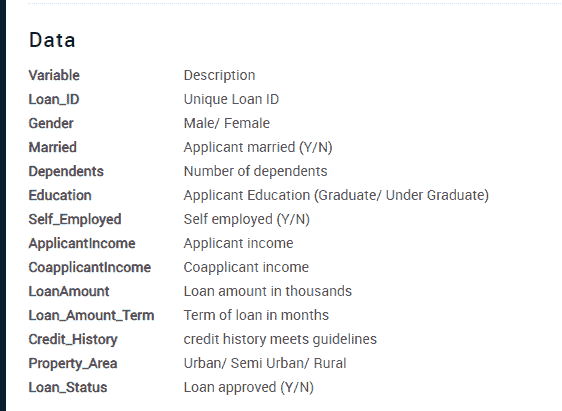 Data
Variable Description
Loan_ID Unique Loan ID
Gender Male/ Female
Married Applicant married (Y/N)
Dependents Number of dependents
Education Applicant Education (Graduate/ Under Graduate)
Self_Employed Self employed (Y/N)
ApplicantIncome Applicant income
CoapplicantIncome Coapplicant income
LoanAmount Loan amount in thousands
Loan_Amount_Term Term of loan in months
Credit_History credit history meets guidelines
Property_Area Urban/ Semi Urban/ Rural
Loan_Status Loan approved (Y/N)